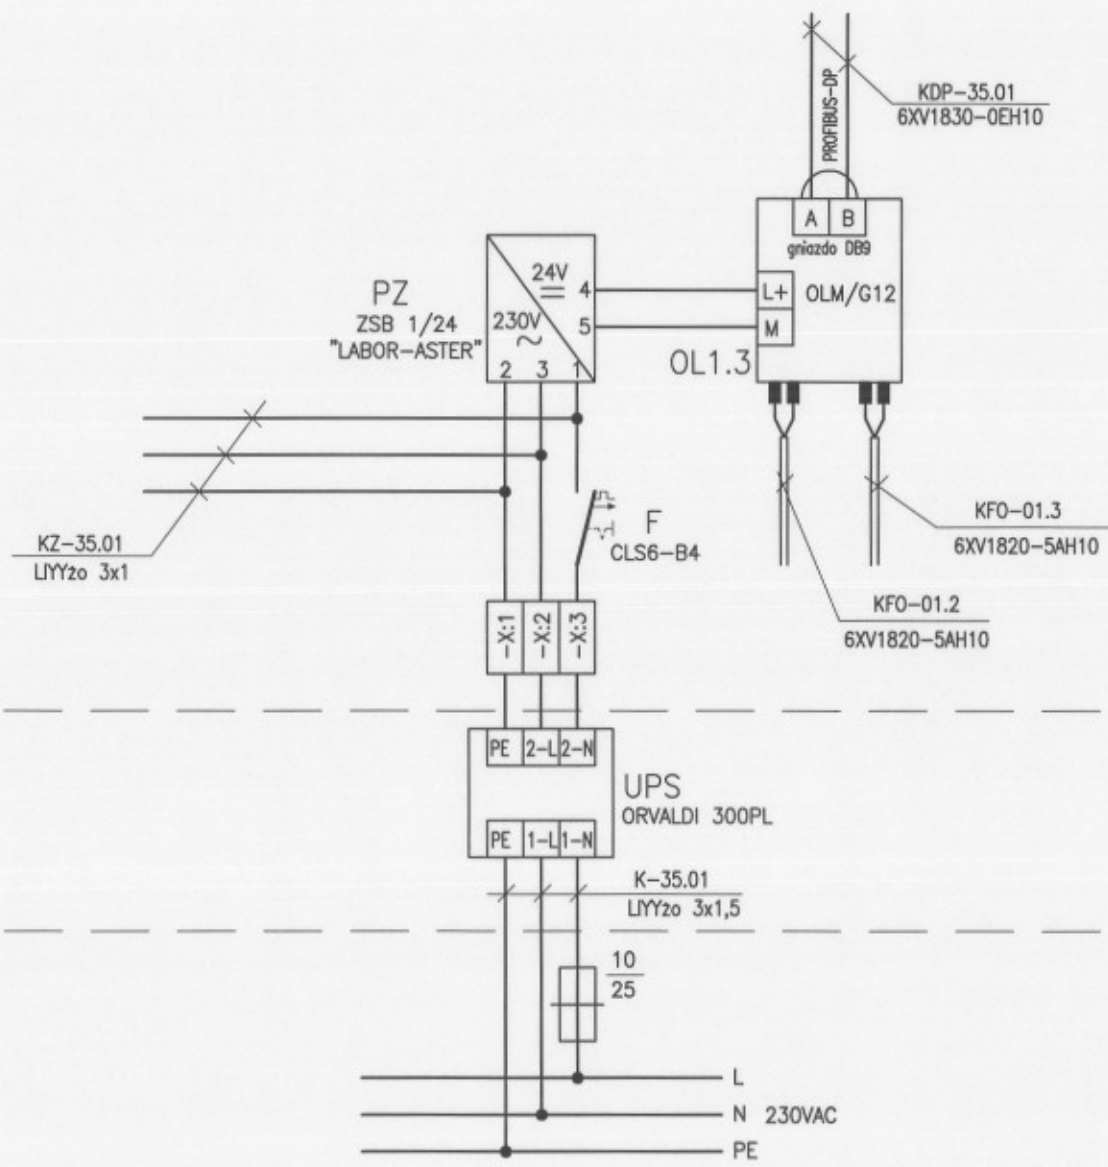 KDP-35.01
6XV1830-0EH10
PROFIBUS-DP
A B
gniazdo DB9
L+ OLM/G12
M
OL1.3
PZ
ZSB 1/24
"LABOR-ASTER"
24V
230V
4
5
2 3 1
KZ-35.01
LIYYżo 3x1
F
CLS6-B4
KFO-01.3
6XV1820-5AH10
KFO-01.2
6XV1820-5AH10
-X:1 -X:2 -X:3
PE 2-L 2-N
UPS
ORVALDI 300PL
PE 1-L 1-N
K-35.01
LIYYżo 3x1,5
10
25
L
N 230VAC
PE